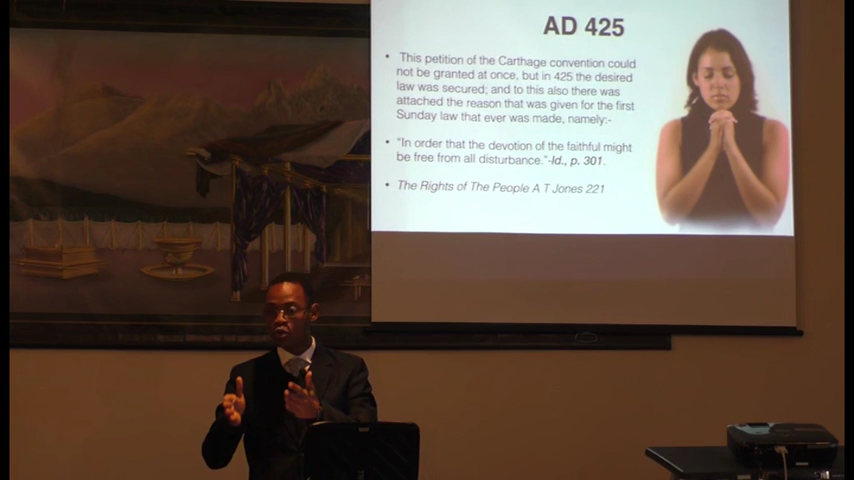 AD 425
• This petition of the Carthage convention could
not be granted at once, but in 425 the desired
law was secured; and to this also there was
attached the reason that was given for the first
Sunday law that ever was made, namely:-
• "In order that the devotion of the faithful might
be free from all disturbance."-Id., p. 301.
• The Rights of The People A T Jones 221